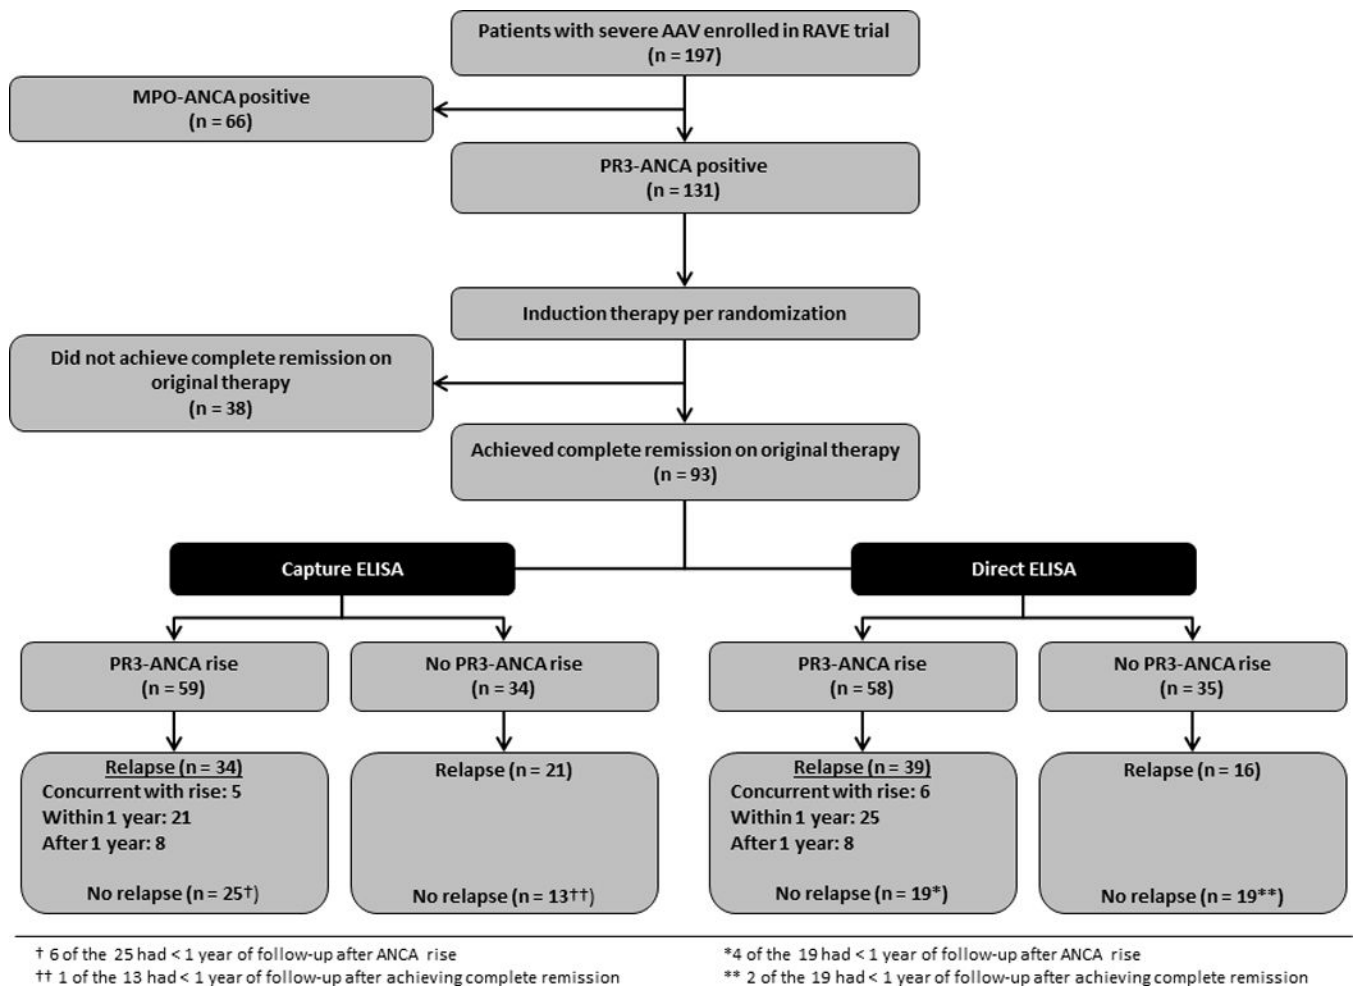 Patients with severe AAV enrolled in RAVE trial
(n = 197)
MPO-ANCA positive
(n = 66)
PR3-ANCA positive
(n = 131)
Induction therapy per randomization
Did not achieve complete remission on
original therapy
(n = 38)
Achieved complete remission on original therapy
(n = 93)
Capture ELISA
Direct ELISA
PR3-ANCA rise
(n = 59)
No PR3-ANCA rise
(n = 34)
PR3-ANCA rise
(n = 58)
No PR3-ANCA rise
(n = 35)
Relapse (n = 34)
Concurrent with rise: 5
Within 1 year: 21
After 1 year: 8
No relapse (n = 25†)
Relapse (n = 21)
No relapse (n = 13††)
Relapse (n = 39)
Concurrent with rise: 6
Within 1 year: 25
After 1 year: 8
No relapse (n = 19*)
Relapse (n = 16)
No relapse (n = 19**)
† 6 of the 25 had < 1 year of follow-up after ANCA rise
†† 1 of the 13 had < 1 year of follow-up after achieving complete remission
*4 of the 19 had < 1 year of follow-up after ANCA rise
** 2 of the 19 had < 1 year of follow-up after achieving complete remission